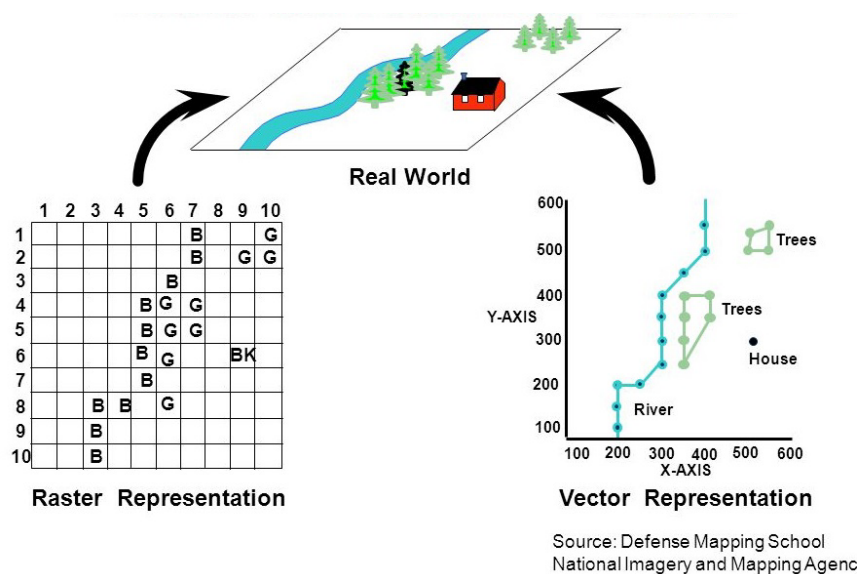 Real World
1 2 3 4 5 6 7 8 9 10
1 B G
2 B G G
3 B
4 B G G
5 B G G
6 B G BK
7 B
8 B B G
9 B
10 B
Raster Representation
600
500
Trees
400
Y-AXIS
Trees
300
House
200
River
100
100 200 300 400 500 600
X-AXIS
Vector Representation
Source: Defense Mapping School
National Imagery and Mapping Agenc